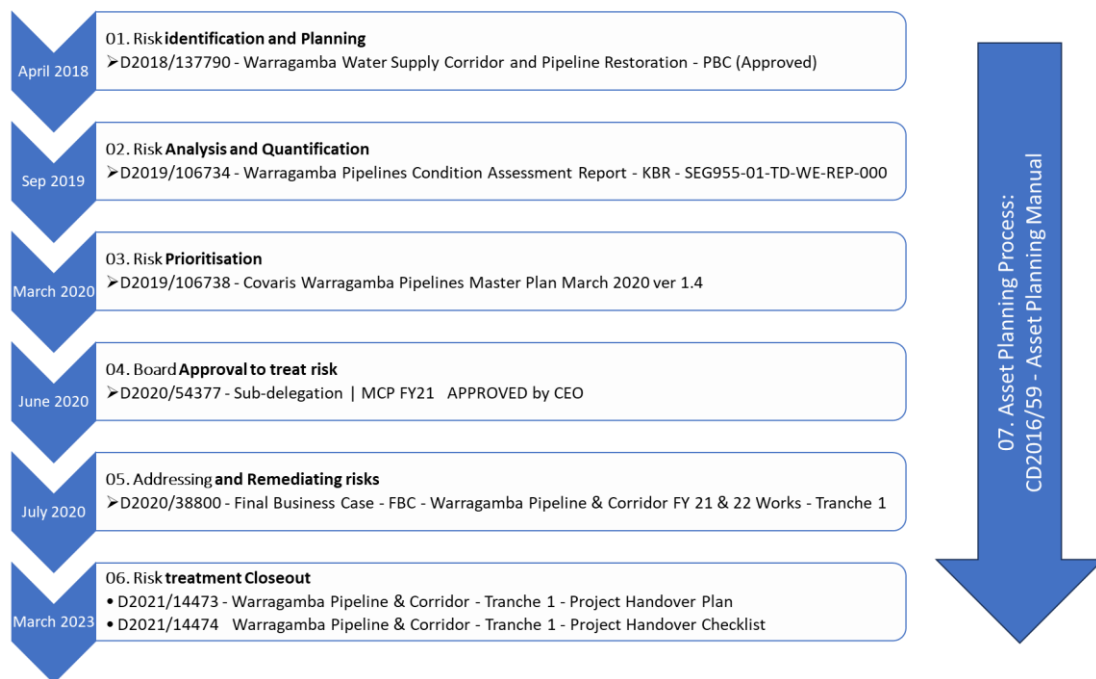 April 2018
01. Risk identification and Planning
➢D2018/137790 - Warragamba Water Supply Corridor and Pipeline Restoration - PBC (Approved)
Sep 2019
02. Risk Analysis and Quantification
➢D2019/106734 - Warragamba Pipelines Condition Assessment Report - KBR - SEG955-01-TD-WE-REP-000
March 2020
03. Risk Prioritisation
➢D2019/106738 - Covaris Warragamba Pipelines Master Plan March 2020 ver 1.4
June 2020
04. Board Approval to treat risk
➢D2020/54377 - Sub-delegation | MCP FY21 APPROVED by CEO
July 2020
05. Addressing and Remediating risks
➢D2020/38800 - Final Business Case - FBC - Warragamba Pipeline & Corridor FY 21 & 22 Works - Tranche 1
March 2023
06. Risk treatment Closeout
• D2021/14473 - Warragamba Pipeline & Corridor - Tranche 1 - Project Handover Plan
• D2021/14474 Warragamba Pipeline & Corridor - Tranche 1 - Project Handover Checklist
07. Asset Planning Process:
CD2016/59 - Asset Planning Manual